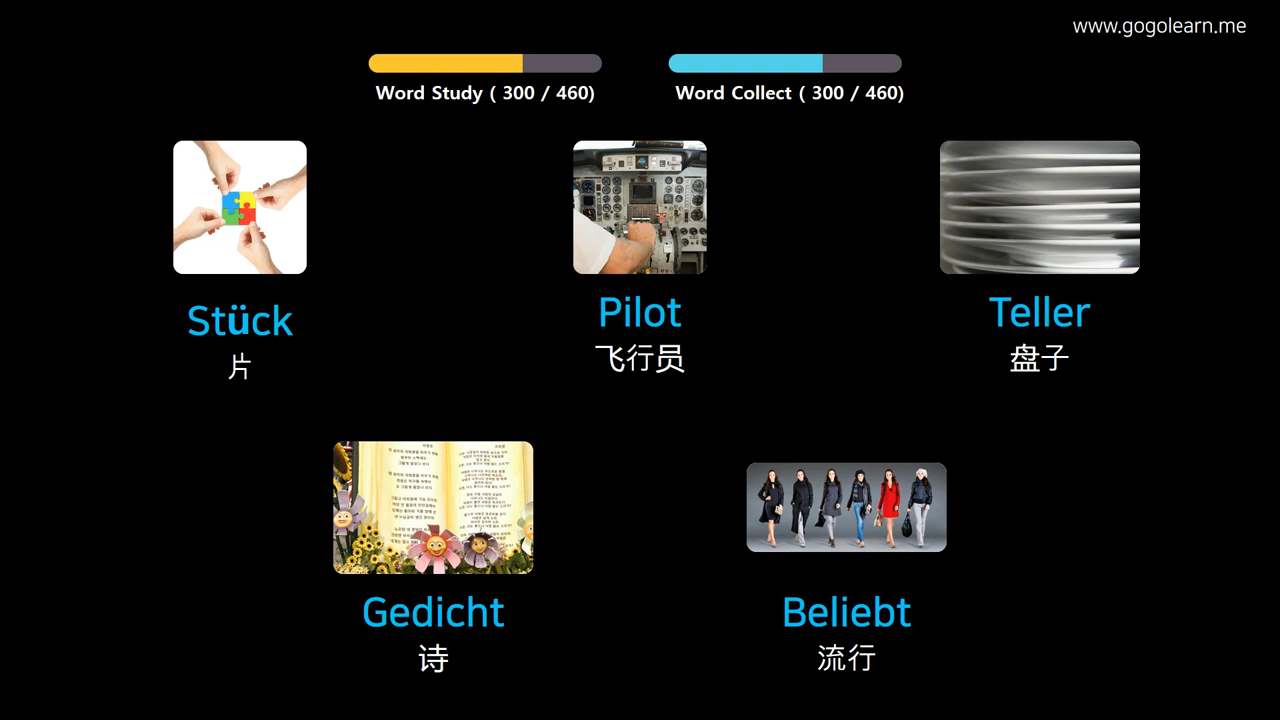 www.gogolearn.me
Word Study ( 300 / 460)
Word Collect ( 300 / 460)
Stück
片
Pilot
飞行员
Teller
盘子
Gedicht
诗
Beliebt
流行